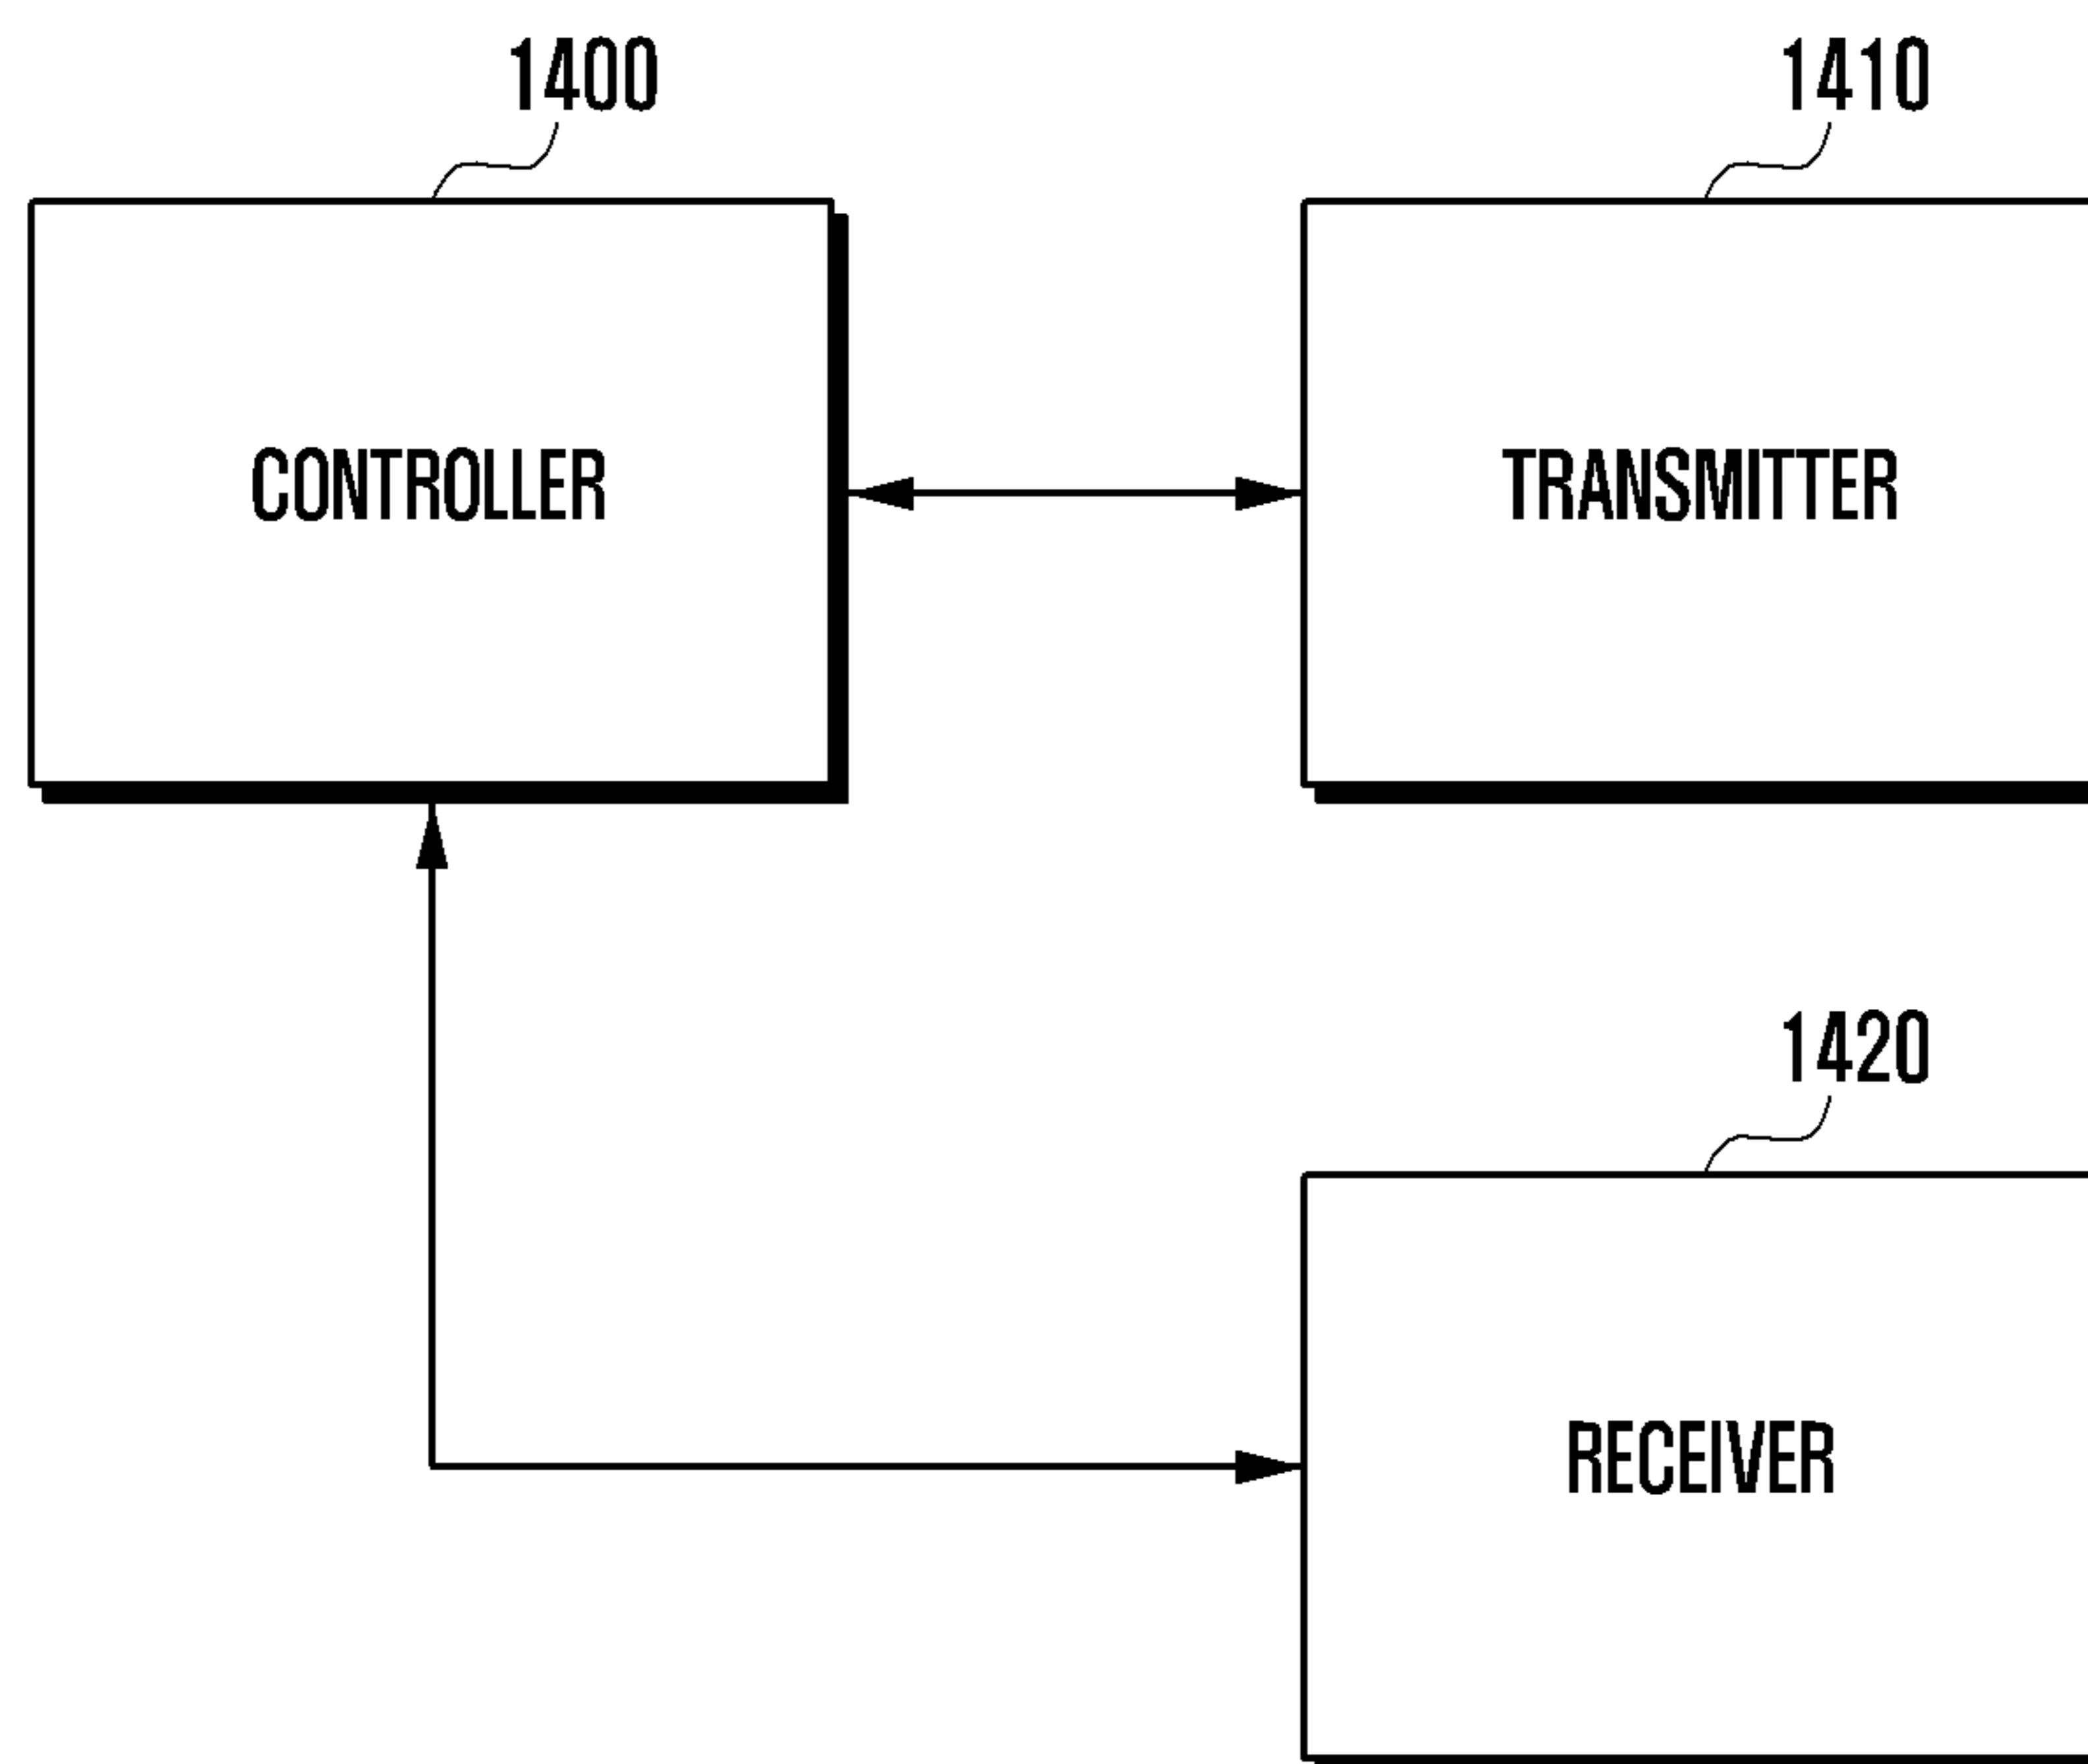 1400
1410
CONTROLLER
TRANSMITTER
1420
RECEIVER